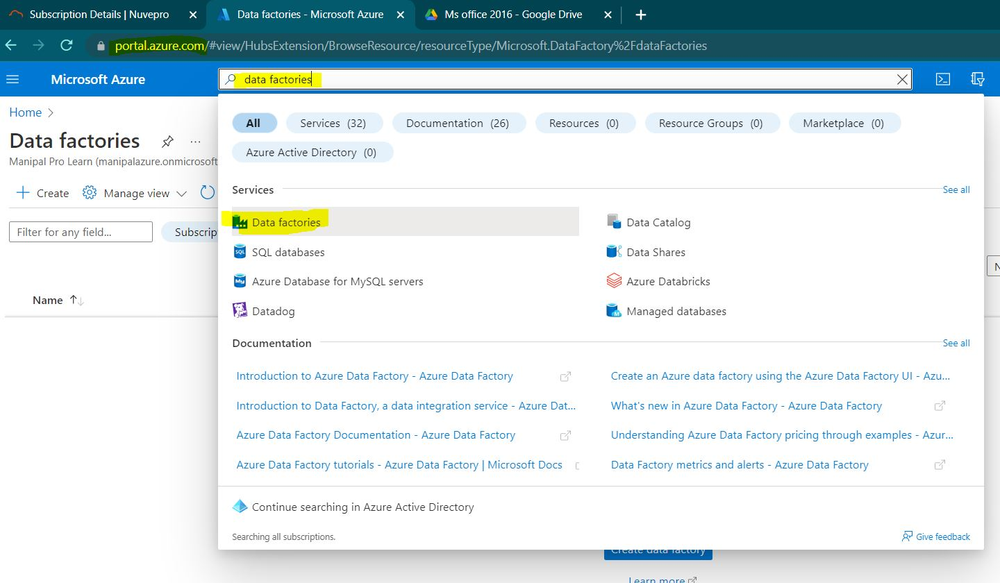 Subscription Details | Nuvepro
Data factories - Microsoft Azure
Ms office 2016 - Google Drive
portal.azure.com/#view/HubsExtension/BrowseResource/resourceType/Microsoft.DataFactory%2FdataFactories
Microsoft Azure
data factories
Home
All
Services (32)
Documentation (26)
Resources (0)
Resource Groups (0)
Marketplace (0)
Data factories
...
Azure Active Directory (0)
Manipal Pro Learn (manipalazure.onmicrosoft
Create
Manage view
Services
See all
Filter for any field...
Subscrip
Data factories
Data Catalog
SQL databases
Data Shares
N
Azure Database for MySQL servers
Azure Databricks
Name
Datadog
Managed databases
Documentation
See all
Introduction to Azure Data Factory - Azure Data Factory
Create an Azure data factory using the Azure Data Factory UI - Azu...
Introduction to Data Factory, a data integration service - Azure Dat...
What's new in Azure Data Factory - Azure Data Factory
Azure Data Factory Documentation - Azure Data Factory
Understanding Azure Data Factory pricing through examples - Azur...
Azure Data Factory tutorials - Azure Data Factory | Microsoft Docs
Data Factory metrics and alerts - Azure Data Factory
Continue searching in Azure Active Directory
Searching all subscriptions.
Give feedback
Create data factory
Learn more